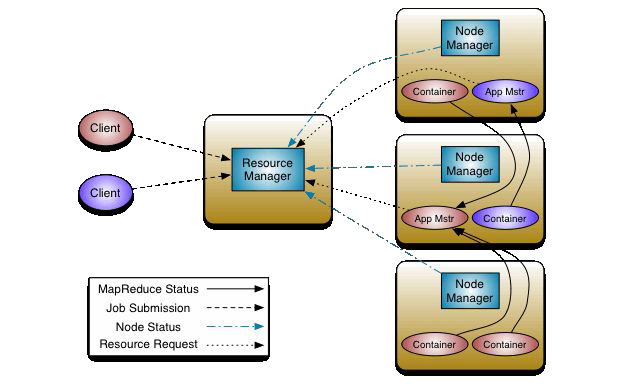 Client
Client
Resource
Manager
Node
Manager
Container
App Mstr
Node
Manager
App Mstr
Container
Node
Manager
Container
Container
MapReduce Status
Job Submission
Node Status
Resource Request